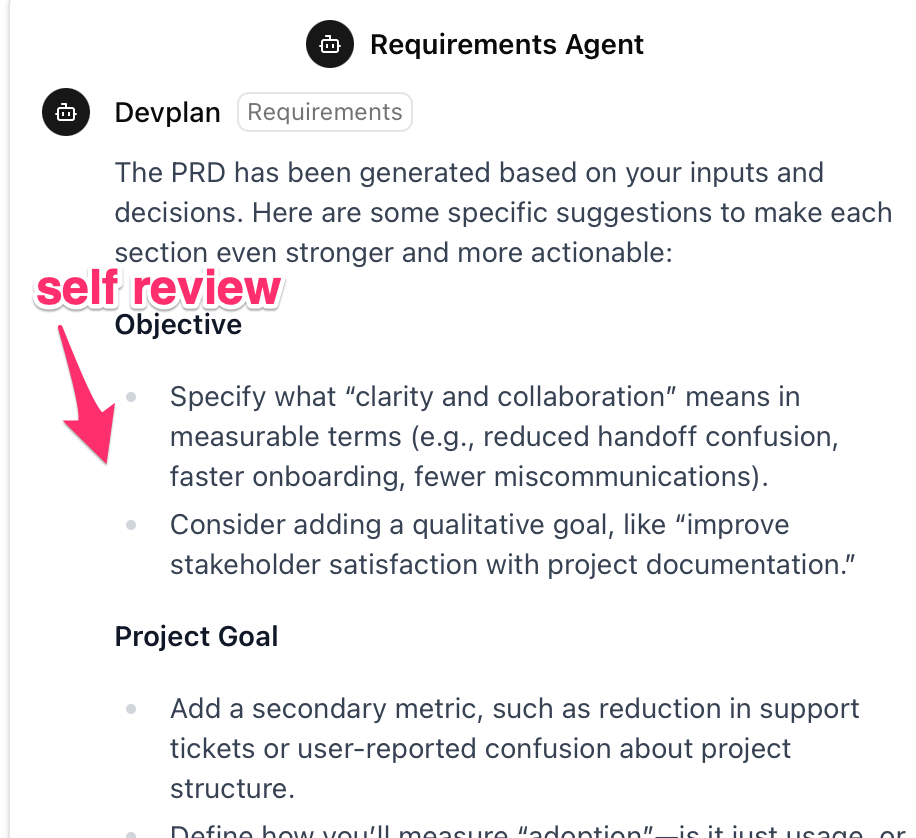 Requirements Agent
Devplan Requirements
The PRD has been generated based on your inputs and
decisions. Here are some specific suggestions to make each
section even stronger and more actionable:
self review
Objective
Specify what “clarity and collaboration” means in
measurable terms (e.g., reduced handoff confusion,
faster onboarding, fewer miscommunications).
Consider adding a qualitative goal, like “improve
stakeholder satisfaction with project documentation.”
Project Goal
Add a secondary metric, such as reduction in support
tickets or user-reported confusion about project
structure.
Define how you’ll measure “adoption”—is it just usage, or